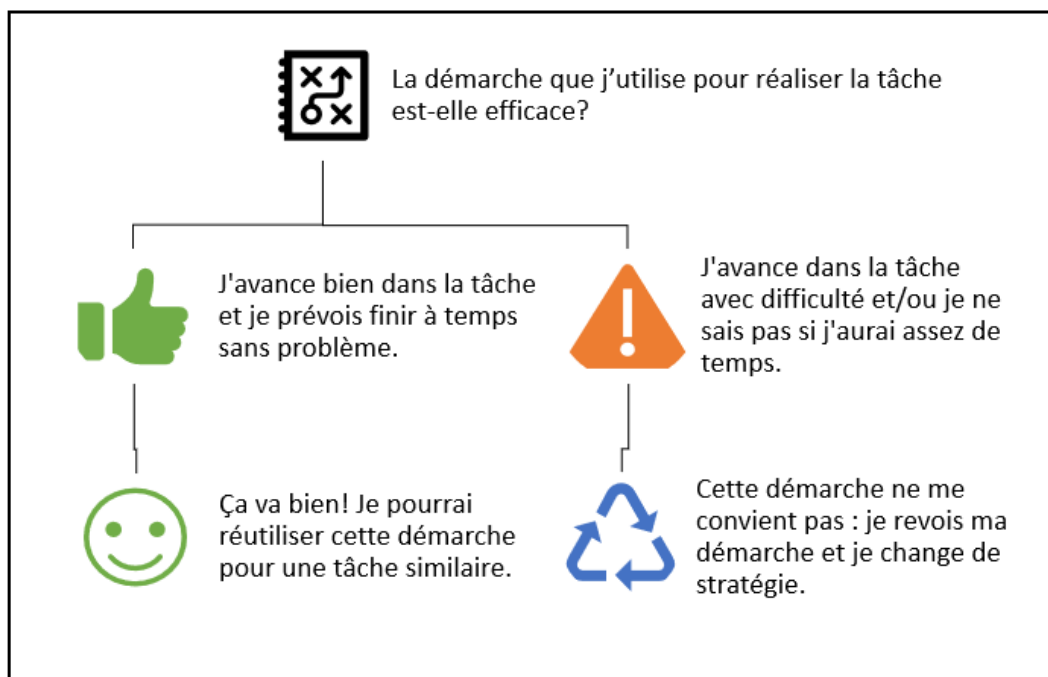 La démarche que j’utilise pour réaliser la tâche
est-elle efficace?
J'avance bien dans la tâche
et je prévois finir à temps
sans problème.
J'avance dans la tâche
avec difficulté et/ou je ne
sais pas si j'aurai assez de
temps.
Ça va bien! Je pourrai
réutiliser cette démarche
pour une tâche similaire.
Cette démarche ne me
convient pas : je revois ma
démarche et je change de
stratégie.